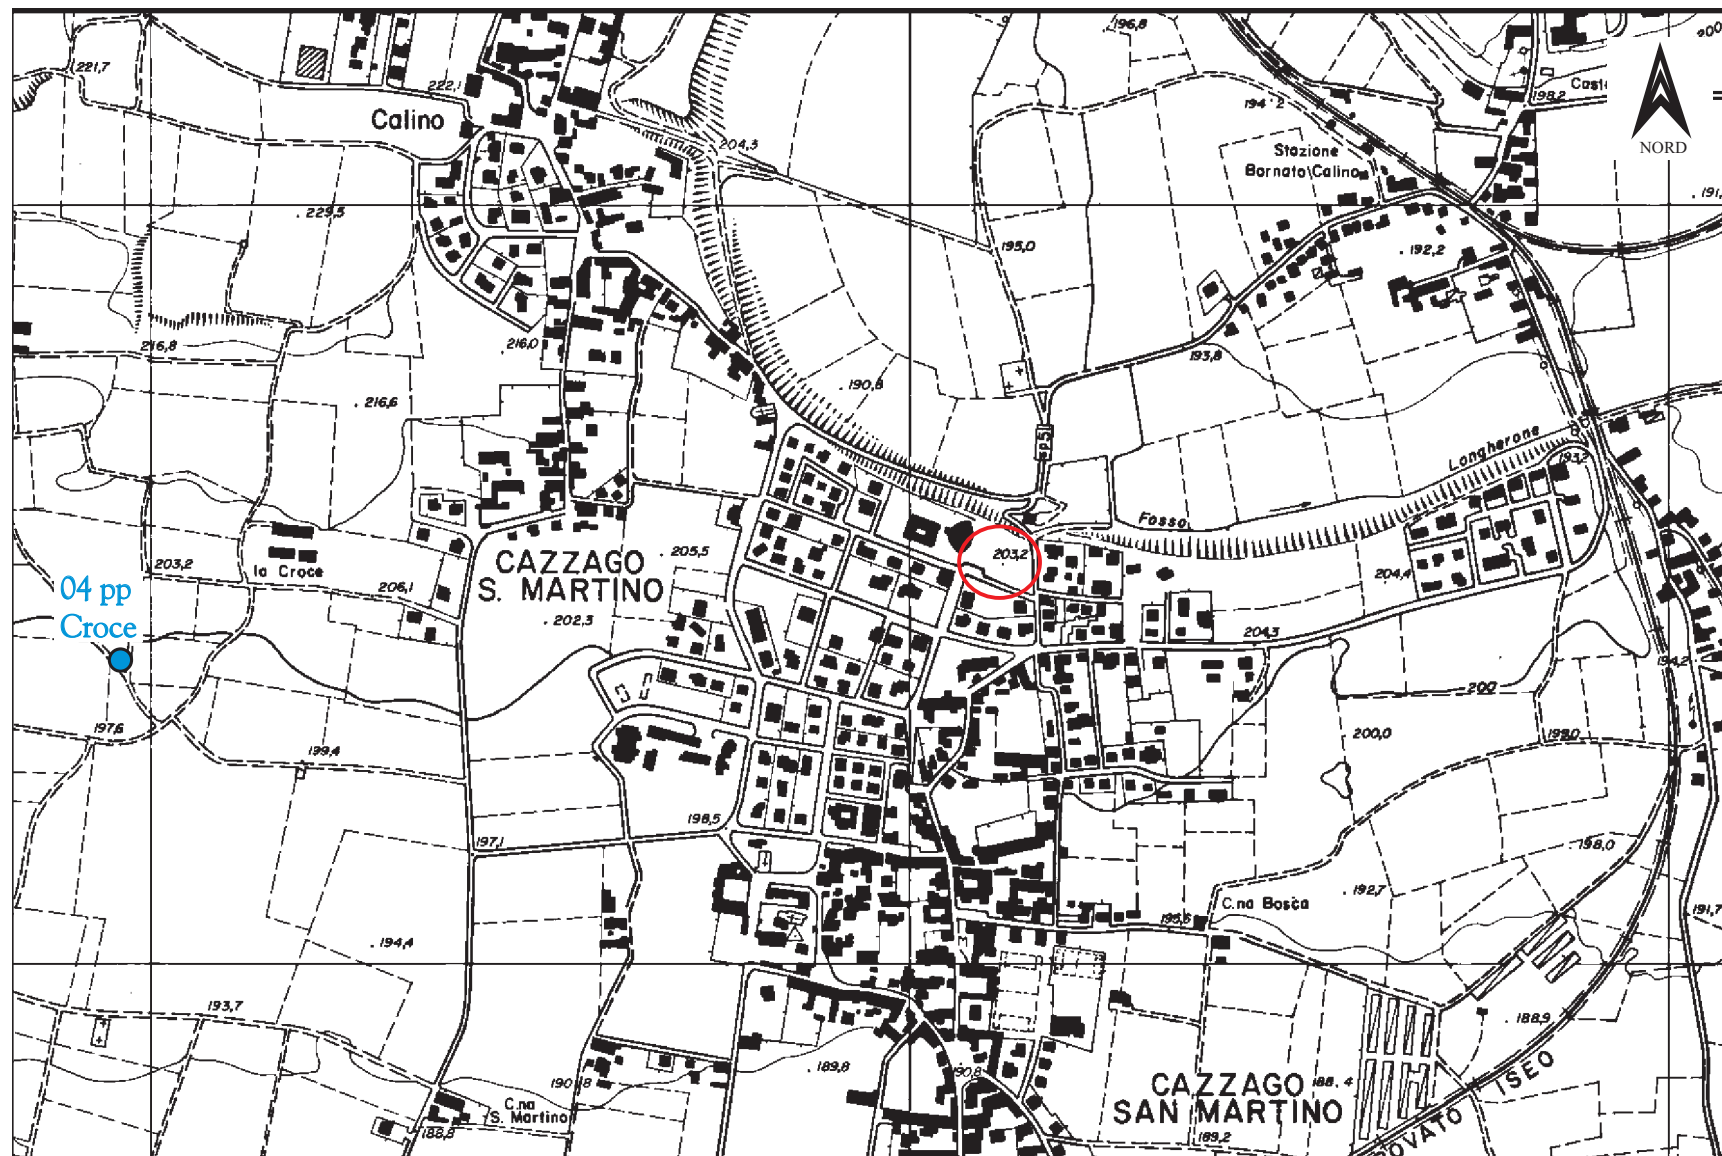 196,8
221,7
222,1
Calino
204,3
194,2
198,2
NORD
Stazione
Bornato\Calino
229,5
195,0
192,2
216,8
216,0
193,8
190,8
216,6
sp51
Longherone
193,2
Fosso
205,5
203,2
CAZZAGO
S. MARTINO
la Croce
203,2
206,1
204,4
04 pp
Croce
202,3
204,3
194,2
200
197,6
199,4
200,0
199,0
198,5
197,1
198,0
192,7
C.na Bosca
195,6
191,7
194,4
193,7
188,9
189,8
190,8
190,8
CAZZAGO
SAN MARTINO
188,4
ISEO
C.na
S. Martino
188,8
189,2
ROVATO